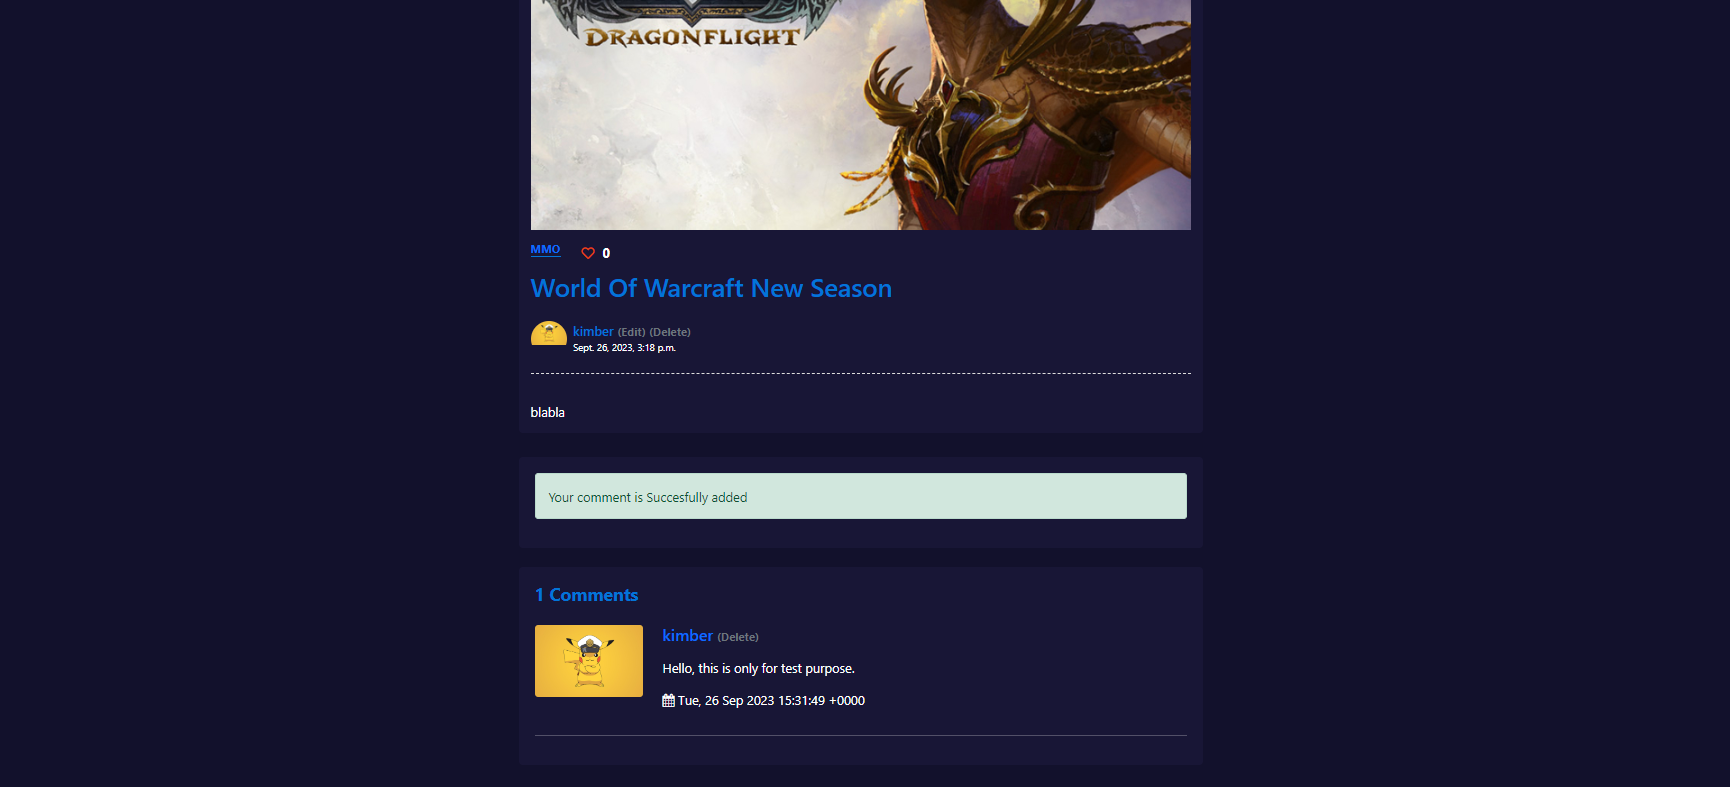 DRAGONFLIGHT
MMO 0
World Of Warcraft New Season
kimber (Edit) (Delete)
Sept. 26, 2023, 3:18 p.m.
blabla
Your comment is Succesfully added
1 Comments
kimber (Delete)
Hello, this is only for test purpose.
Tue, 26 Sep 2023 15:31:49 +0000